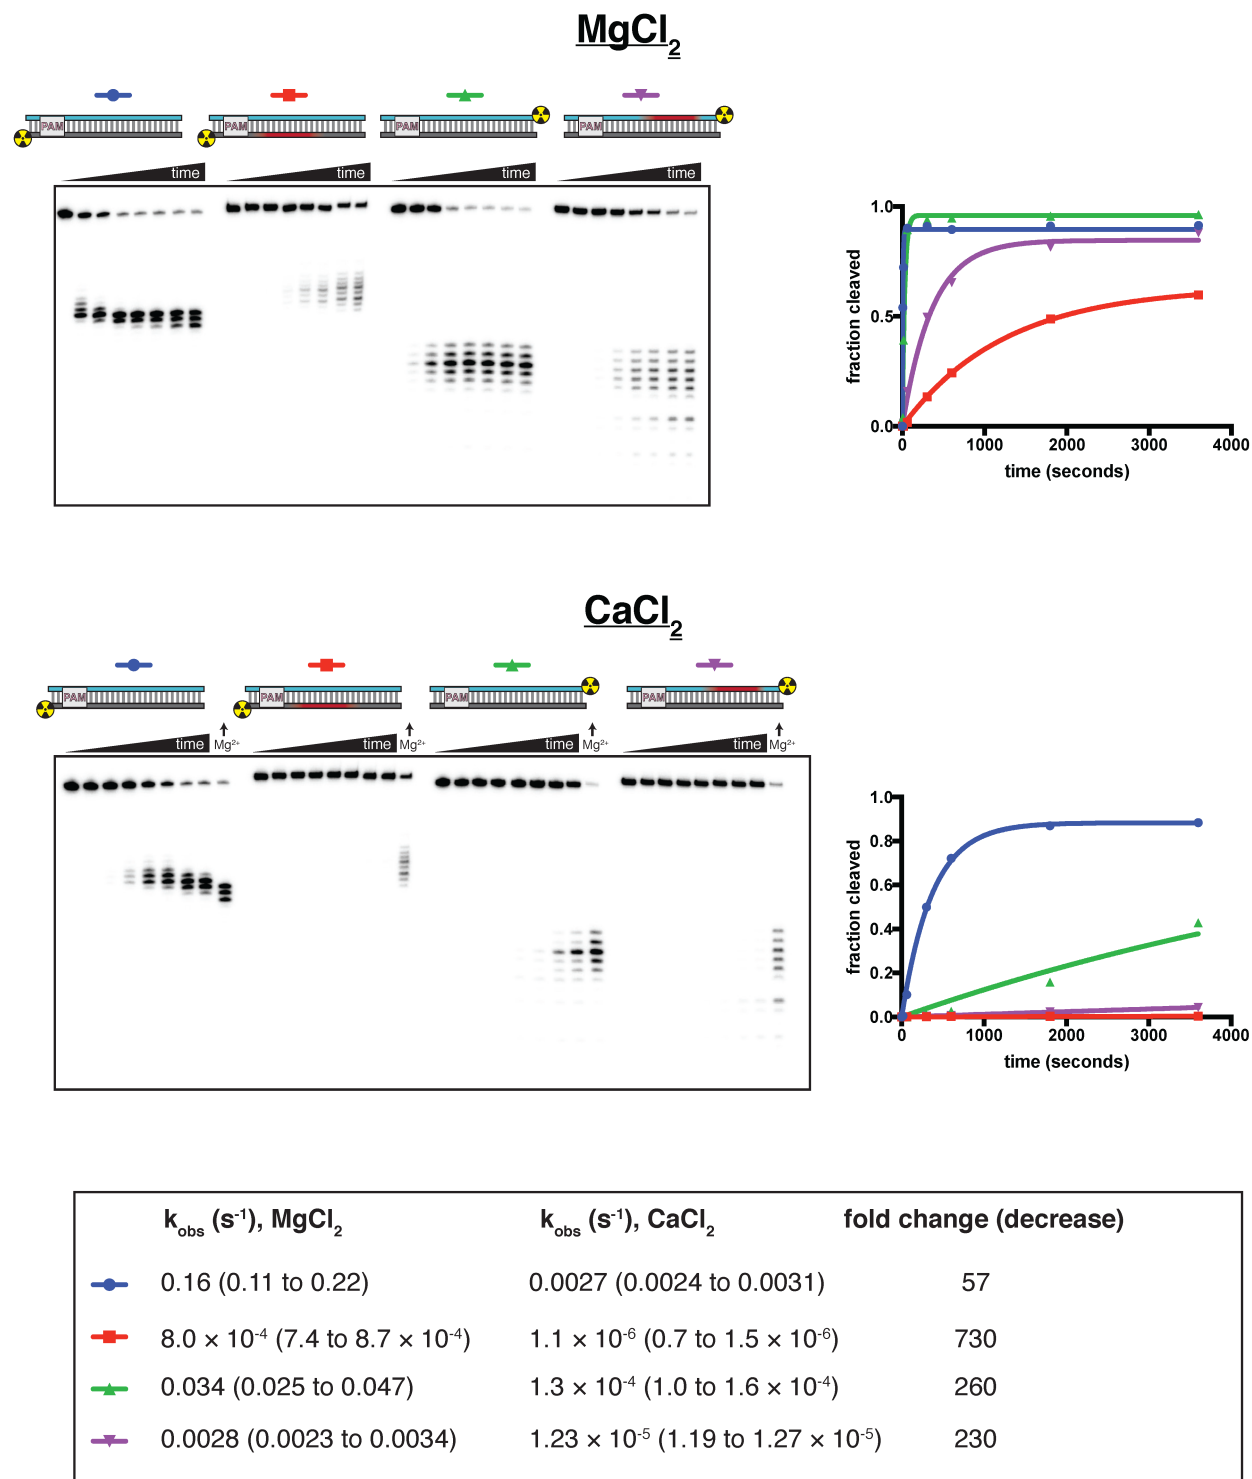 MgCl2
PAM PAM PAM PAM
time time time time
1.0
0.5
0.0
fraction cleaved
0 1000 2000 3000 4000
time (seconds)
CaCl2
PAM PAM PAM PAM
time Mg2+ time Mg2+ time Mg2+ time Mg2+
1.0
0.8
0.6
0.4
0.2
0.0
fraction cleaved
0 1000 2000 3000 4000
time (seconds)
kobs (s-1), MgCl2 kobs (s-1), CaCl2 fold change (decrease)
0.16 (0.11 to 0.22) 0.0027 (0.0024 to 0.0031) 57
8.0 × 10-4 (7.4 to 8.7 × 10-4) 1.1 × 10-6 (0.7 to 1.5 × 10-6) 730
0.034 (0.025 to 0.047) 1.3 × 10-4 (1.0 to 1.6 × 10-4) 260
0.0028 (0.0023 to 0.0034) 1.23 × 10-5 (1.19 to 1.27 × 10-5) 230